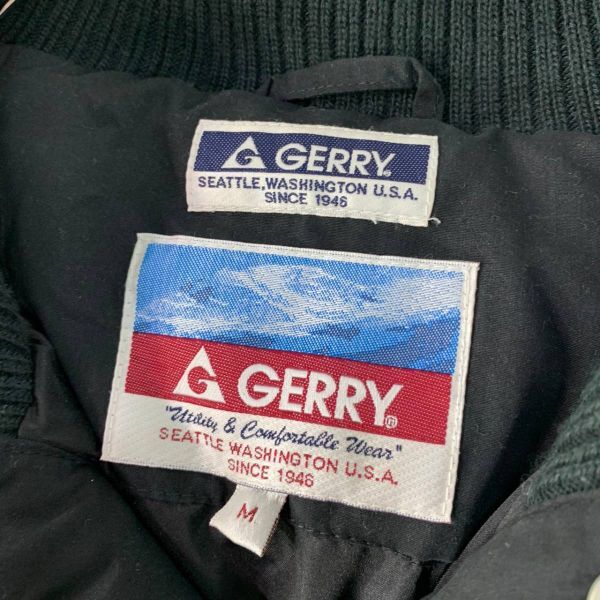 GERRY®
SEATTLE, WASHINGTON U.S.A.
SINCE 1946
GERRY®
"Utility & Comfortable Wear"
SEATTLE WASHINGTON U.S.A.
SINCE 1946
M